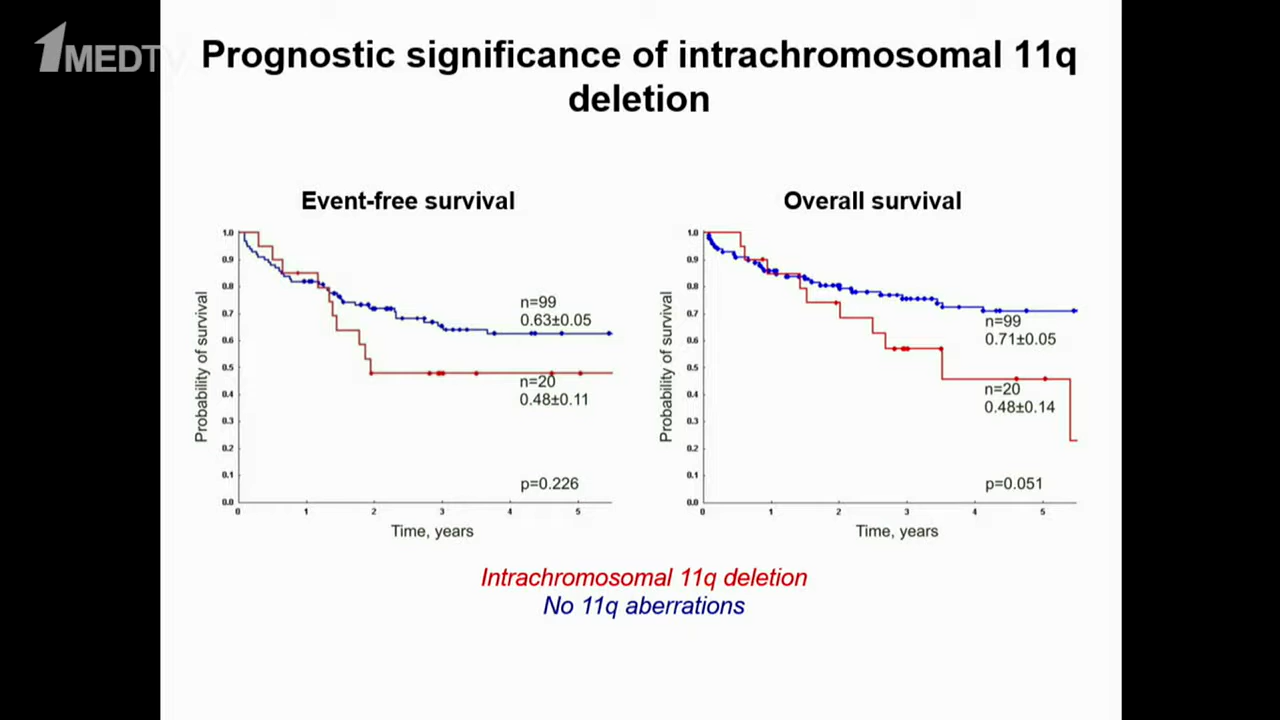 1MEDTV
Prognostic significance of intrachromosomal 11q
deletion
Event-free survival
Probability of survival
1.0
0.9
0.8
0.7
0.6
0.5
0.4
0.3
0.2
0.1
0.0
n=99
0.63±0.05
n=20
0.48±0.11
p=0.226
0 1 2 3 4 5
Time, years
Overall survival
Probability of survival
1.0
0.9
0.8
0.7
0.6
0.5
0.4
0.3
0.2
0.1
0.0
n=99
0.71±0.05
n=20
0.48±0.14
p=0.051
0 1 2 3 4 5
Time, years
Intrachromosomal 11q deletion
No 11q aberrations